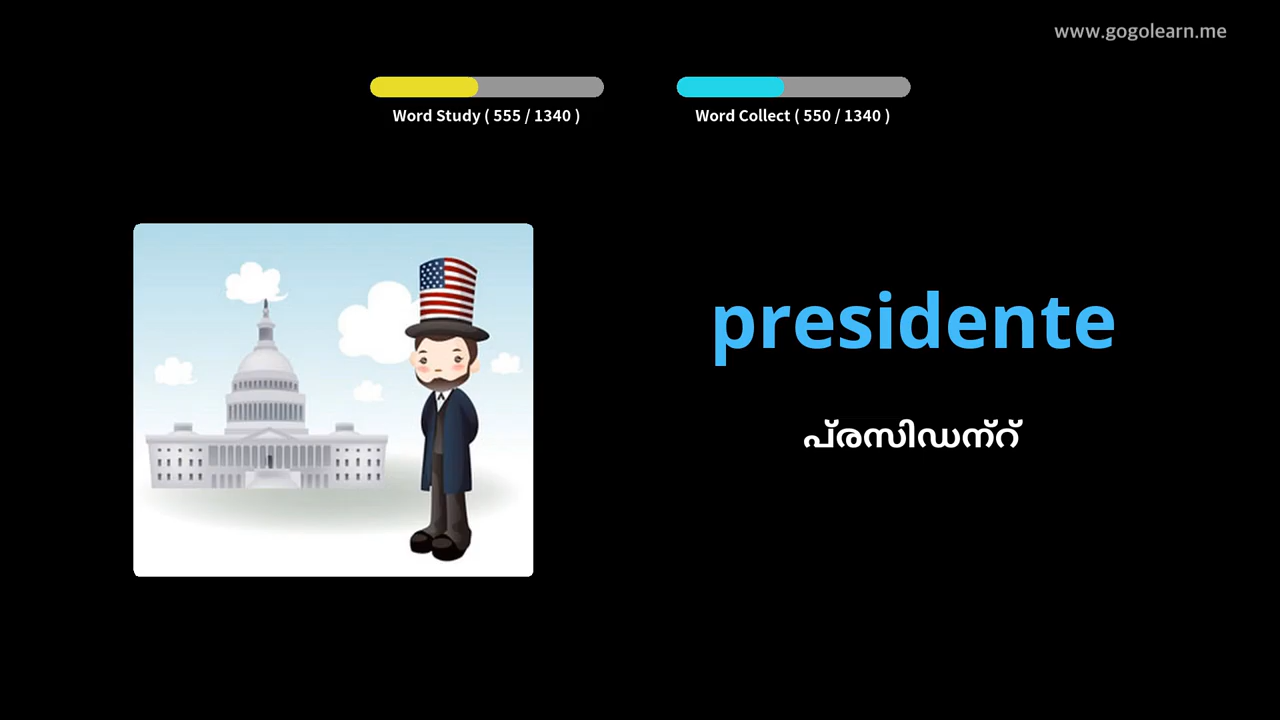 www.gogolearn.me
Word Study ( 555 / 1340 )
Word Collect ( 550 / 1340 )
presidente
പ്രസിഡന്റ്